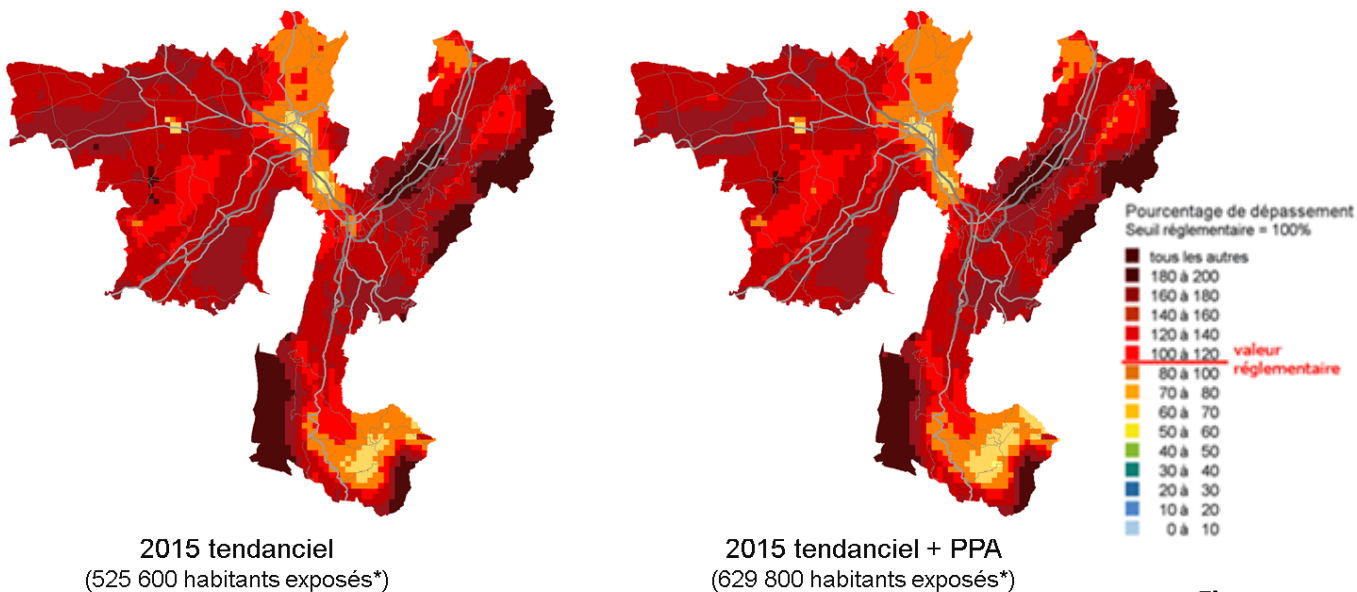 Pourcentage de dépassement
Seuil réglementaire = 100%
tous les autres
180 à 200
160 à 180
140 à 160
120 à 140
100 à 120
valeur
réglementaire
80 à 100
70 à 80
60 à 70
50 à 60
40 à 50
30 à 40
20 à 30
10 à 20
0 à 10
2015 tendanciel
(525 600 habitants exposés*)
2015 tendanciel + PPA
(629 800 habitants exposés*)